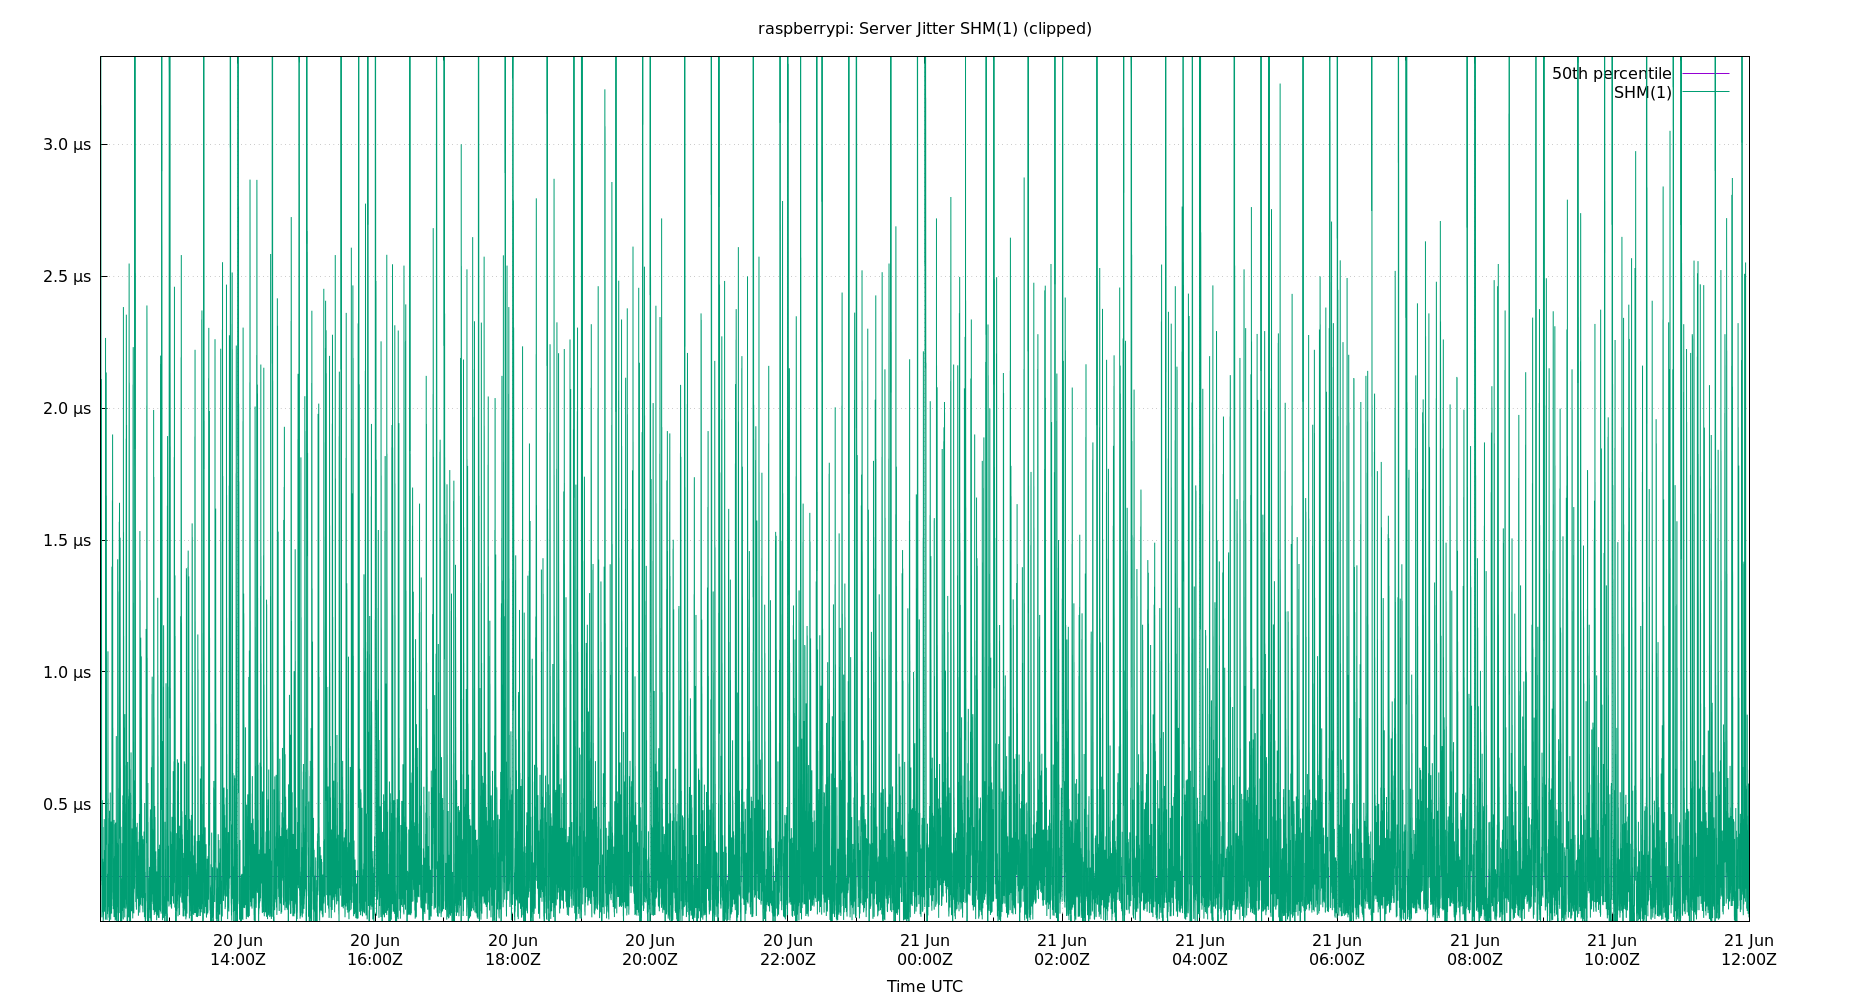 raspberrypi: Server Jitter SHM(1) (clipped)
50th percentile
SHM(1)
3.0 µs
2.5 µs
2.0 µs
1.5 µs
1.0 µs
0.5 µs
20 Jun 20 Jun 20 Jun 20 Jun 20 Jun 21 Jun 21 Jun 21 Jun 21 Jun 21 Jun 21 Jun 21 Jun
14:00Z 16:00Z 18:00Z 20:00Z 22:00Z 00:00Z 02:00Z 04:00Z 06:00Z 08:00Z 10:00Z 12:00Z
Time UTC